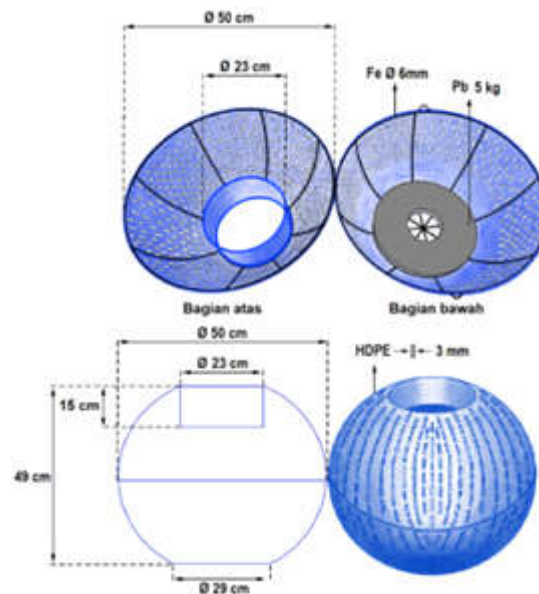 Ø 50 cm
Ø 23 cm
Fe Ø 6mm
Pb 5 kg
Bagian atas
Bagian bawah
Ø 50 cm
Ø 23 cm
HDPE
3 mm
15 cm
49 cm
Ø 29 cm